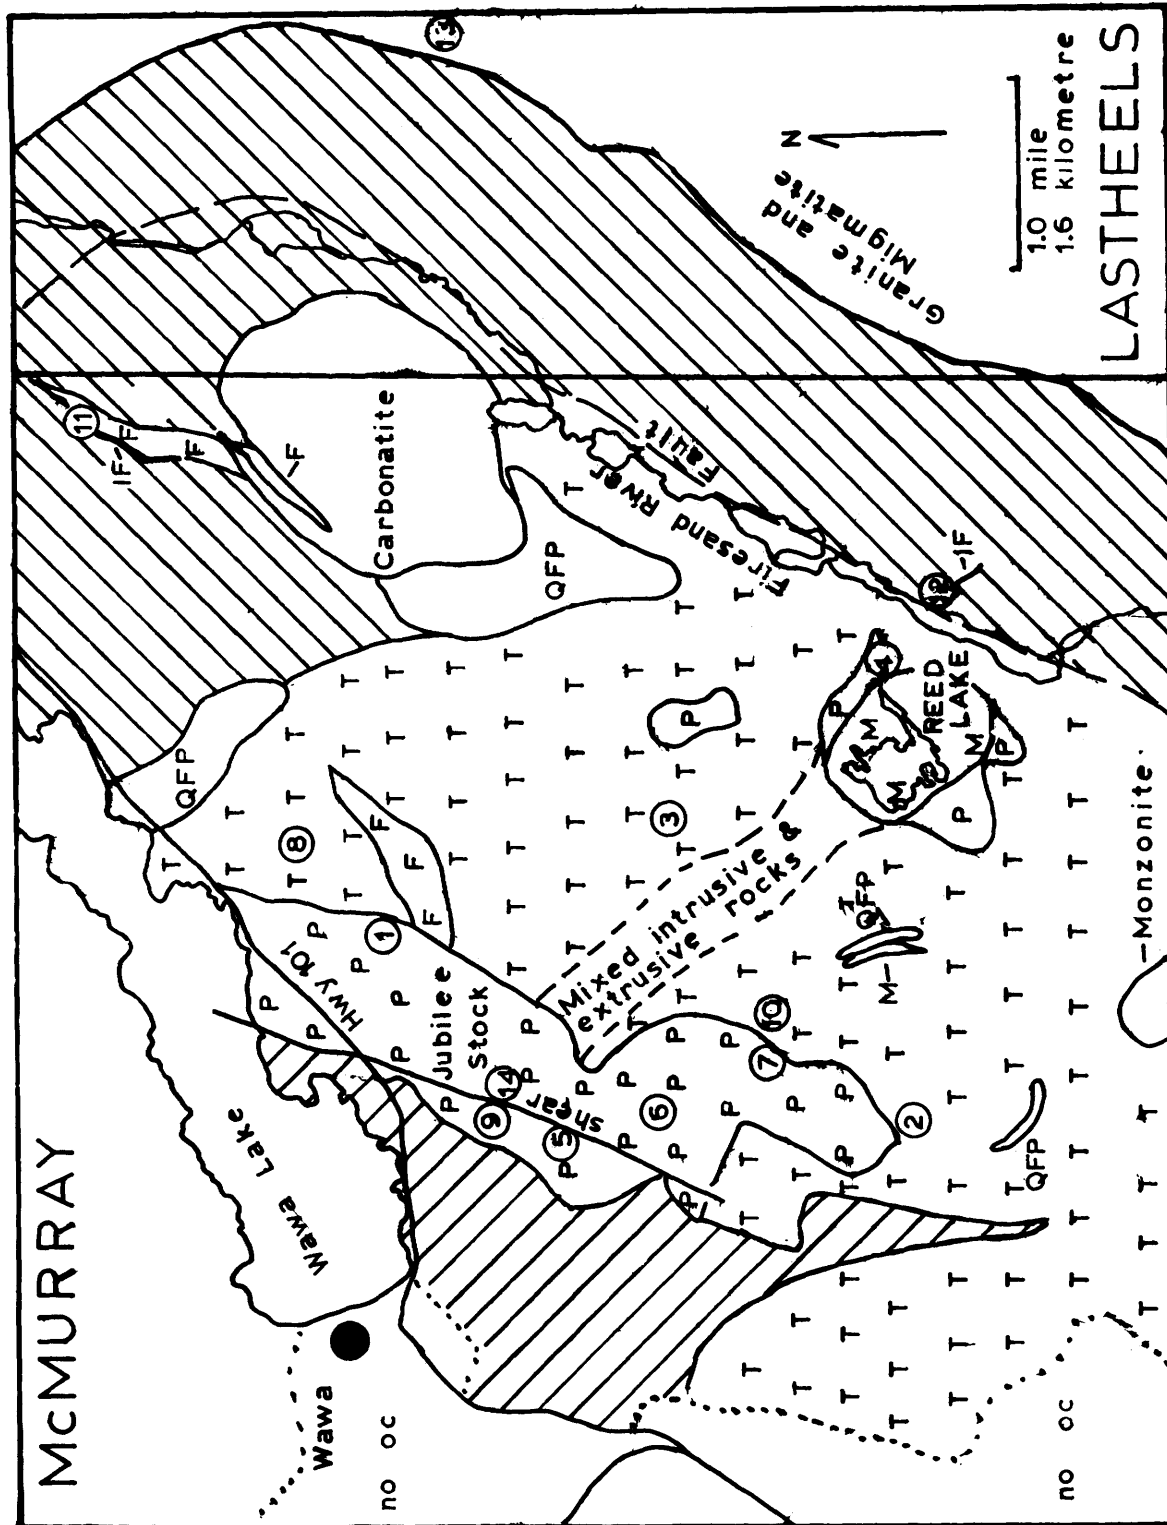 McMURRAY
LASTHEELS
Wawa Lake
Wawa
no oc
Hwy 101
Jubilee
Stock
shear
Mixed intrusive &
extrusive rocks
QFP
QFP
Carbonatite
IF
F
F
-F
F
F
F
11
13
8
1
3
9
14
5
6
7
10
2
4
12
-IF
Firesand River
Fault
REED
LAKE
M
M
M
P
P
P
P
M-
QFP
QFP
-Monzonite
no oc
Granite and
Migmatite
N
1.0 mile
1.6 kilometre
T
T
T
T
P
P
P
P